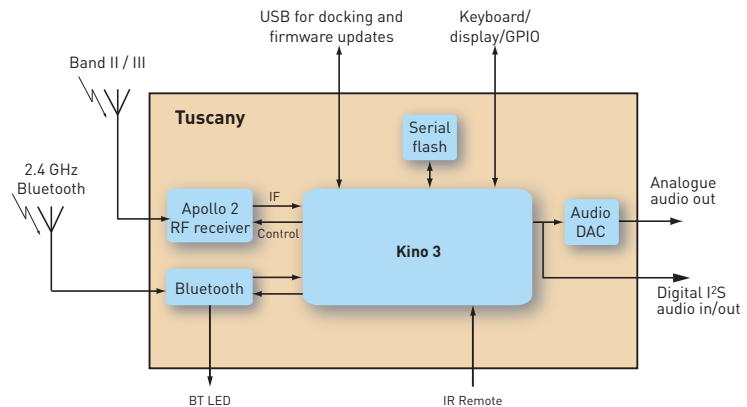 USB for docking and
firmware updates
Keyboard/
display/GPIO
Band II / III
Tuscany
Serial
flash
2.4 GHz
Bluetooth
Apollo 2
RF receiver
IF
Control
Kino 3
Audio
DAC
Analogue
audio out
Bluetooth
Digital I²S
audio in/out
BT LED
IR Remote